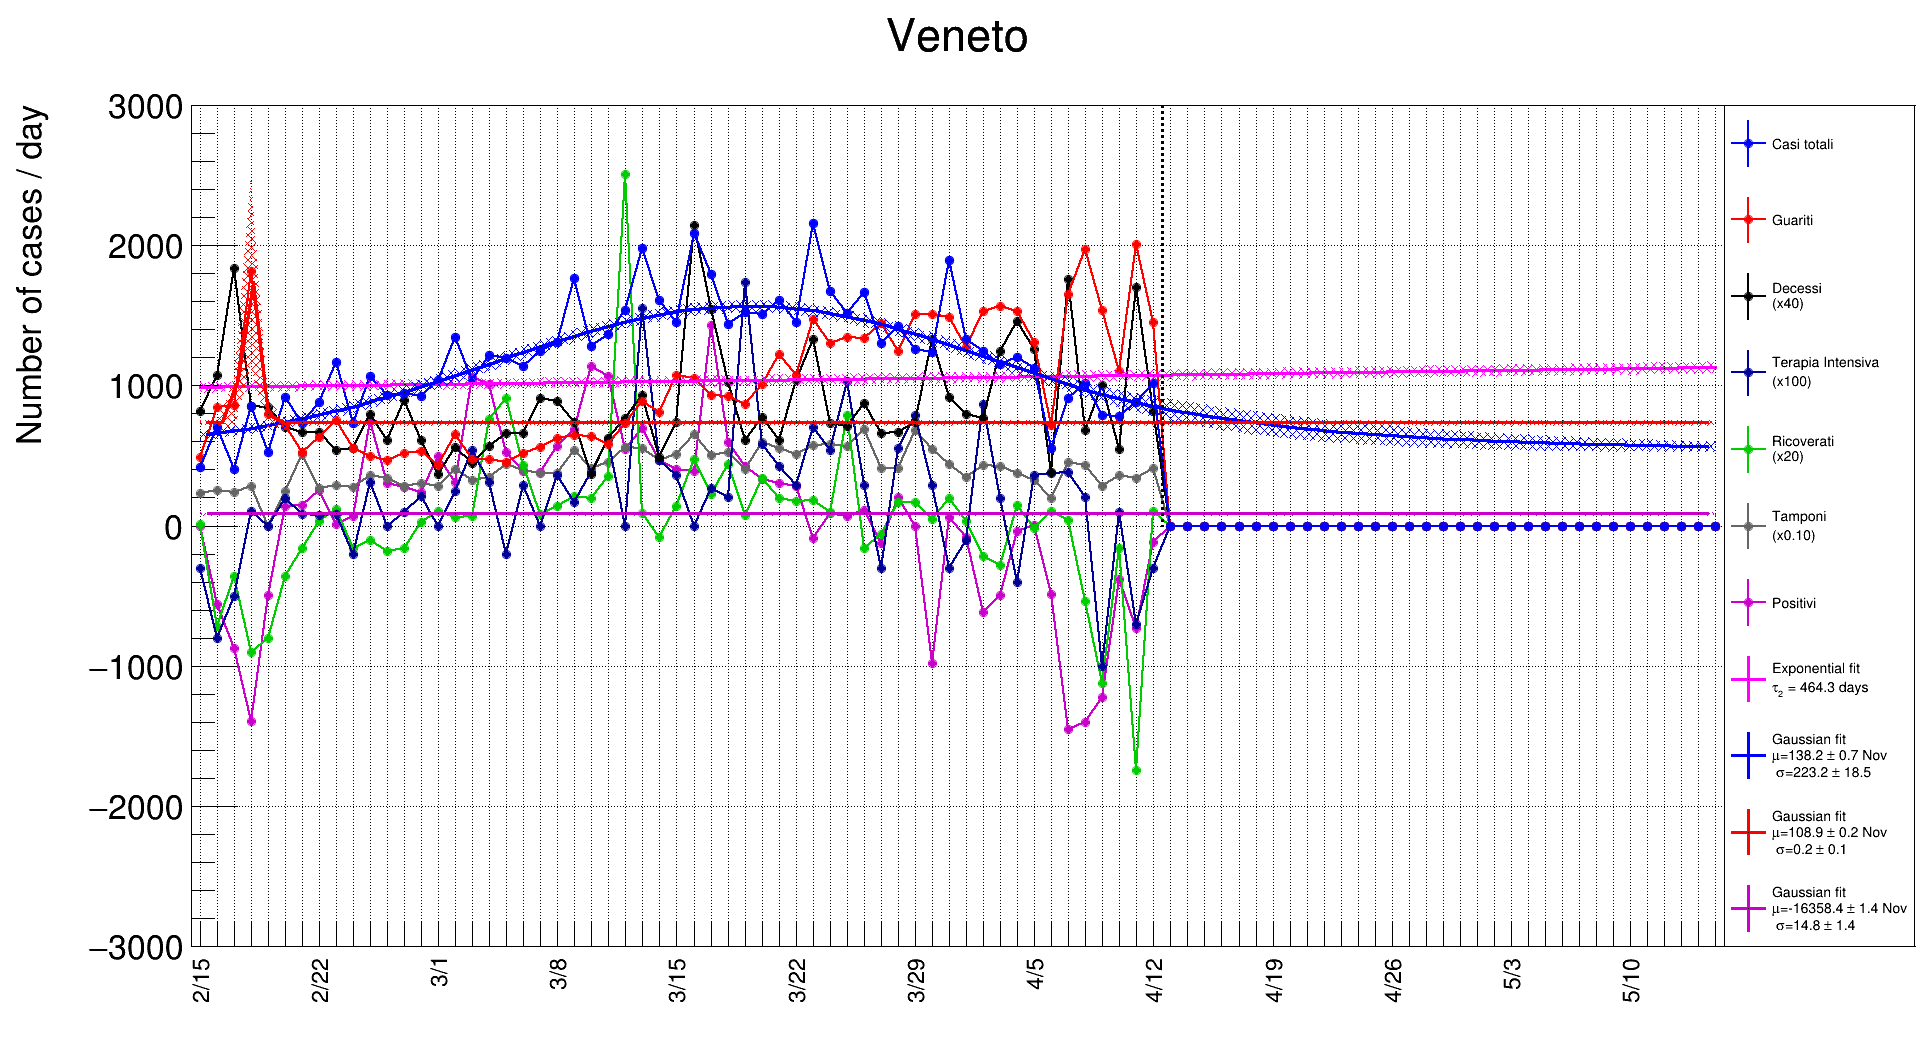 Veneto
Number of cases / day
3000
2000
1000
0
−1000
−2000
−3000
2/15
2/22
3/1
3/8
3/15
3/22
3/29
4/5
4/12
4/19
4/26
5/3
5/10
Casi totali
Guariti
Decessi
(x40)
Terapia Intensiva
(x100)
Ricoverati
(x20)
Tamponi
(x0.10)
Positivi
Exponential fit
τ2 = 464.3 days
Gaussian fit
μ=138.2 ± 0.7 Nov
σ=223.2 ± 18.5
Gaussian fit
μ=108.9 ± 0.2 Nov
σ=0.2 ± 0.1
Gaussian fit
μ=-16358.4 ± 1.4 Nov
σ=14.8 ± 1.4